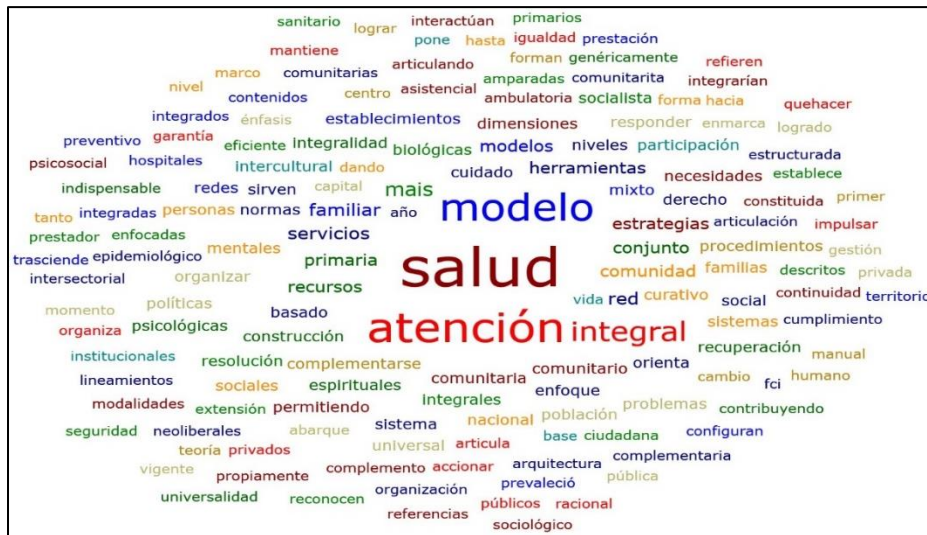 sanitario lograr interactúan primarios
mantiene pone hasta igualdad prestación
marco comunitarias articulando forman genéricamente refieren
nivel contenidos centro asistencial amparadas comunitarita integrarían
integrados énfasis establecimientos ambulatoria socialista forma hacia quehacer
preventivo garantía eficiente integralidad biológicas dimensiones responder enmarca logrado
psicosocial hospitales intercultural dando modelos niveles participación estructurada
indispensable redes sirven capital mais cuidado herramientas necesidades establece
tanto integradas personas normas familiar año modelo mixto derecho constituida primer
prestador enfocadas servicios estrategias articulación impulsar
trasciende epidemiológico mentales primaria salud conjunto procedimientos gestión
intersectorial organizar recursos comunidad familias descritos privada
momento políticas basado vida red curativo social continuidad territorio
organiza psicológicas construcción atención integral sistemas cumplimiento
institucionales resolución complementarse comunitaria comunitario orienta recuperación manual
lineamientos sociales espirituales integrales enfoque cambio fci humano
modalidades extensión permitiendo nacional población problemas contribuyendo
seguridad neoliberales abarque sistema universal articula base ciudadana configuran
teoría privados complemento accionar arquitectura complementaria
vigente propiamente organización prevaleció pública
universalidad reconocen referencias públicos racional
sociológico